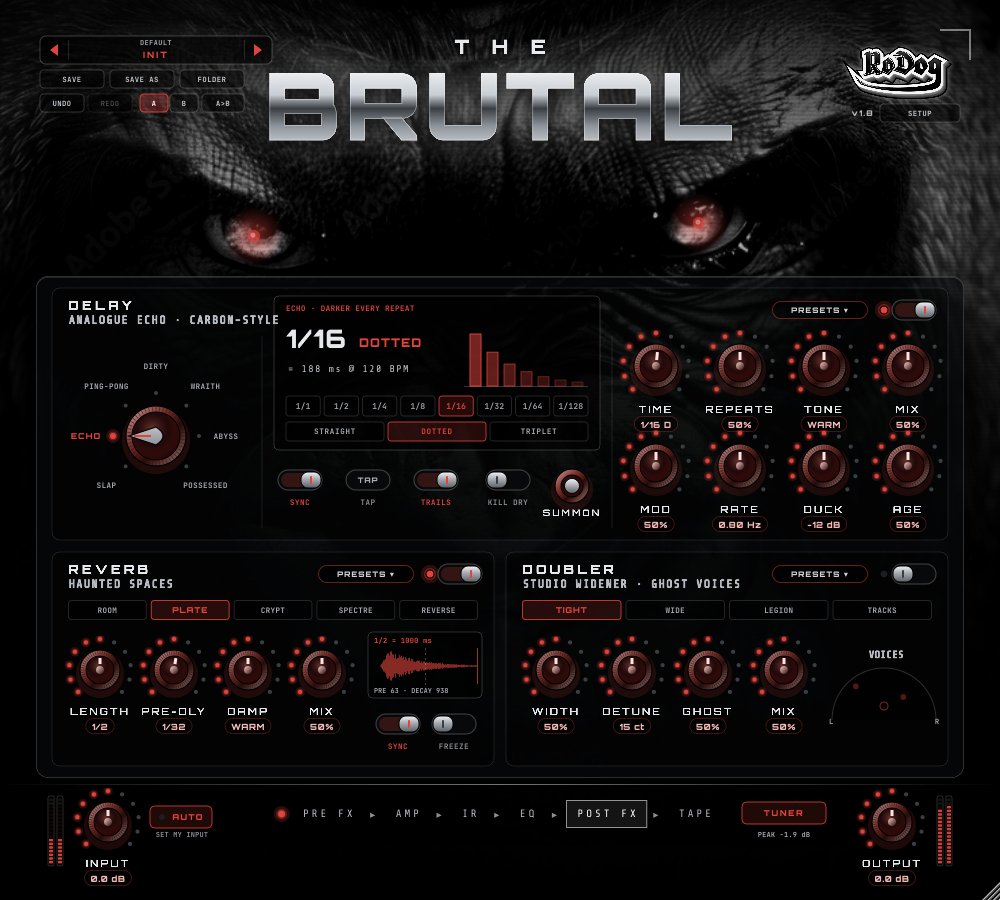 DEFAULT
INIT
SAVE
SAVE AS
FOLDER
UNDO
REDO
A
B
A>B
THE
BRUTAL
RoDog
v1.8
SETUP
DELAY
ANALOGUE ECHO · CARBON-STYLE
DIRTY
PING-PONG
WRAITH
ECHO
ABYSS
SLAP
POSSESSED
ECHO · DARKER EVERY REPEAT
1/16 DOTTED
= 188 ms @ 120 BPM
1/1
1/2
1/4
1/8
1/16
1/32
1/64
1/128
STRAIGHT
DOTTED
TRIPLET
TAP
SYNC
TAP
TRAILS
KILL DRY
SUMMON
PRESETS ▾
TIME
REPEATS
TONE
MIX
1/16 D
50%
WARM
50%
MOD
RATE
DUCK
AGE
50%
0.80 Hz
-12 dB
50%
REVERB
HAUNTED SPACES
PRESETS ▾
ROOM
PLATE
CRYPT
SPECTRE
REVERSE
1/2 = 1000 ms
PRE 63 · DECAY 938
LENGTH
PRE-DLY
DAMP
MIX
1/2
1/32
WARM
50%
SYNC
FREEZE
DOUBLER
STUDIO WIDENER · GHOST VOICES
PRESETS ▾
TIGHT
WIDE
LEGION
TRACKS
VOICES
L
R
WIDTH
DETUNE
GHOST
MIX
50%
15 ct
50%
50%
AUTO
SET MY INPUT
INPUT
0.0 dB
PRE FX ▸ AMP ▸ IR ▸ EQ ▸ POST FX ▸ TAPE
TUNER
PEAK -1.9 dB
OUTPUT
0.0 dB